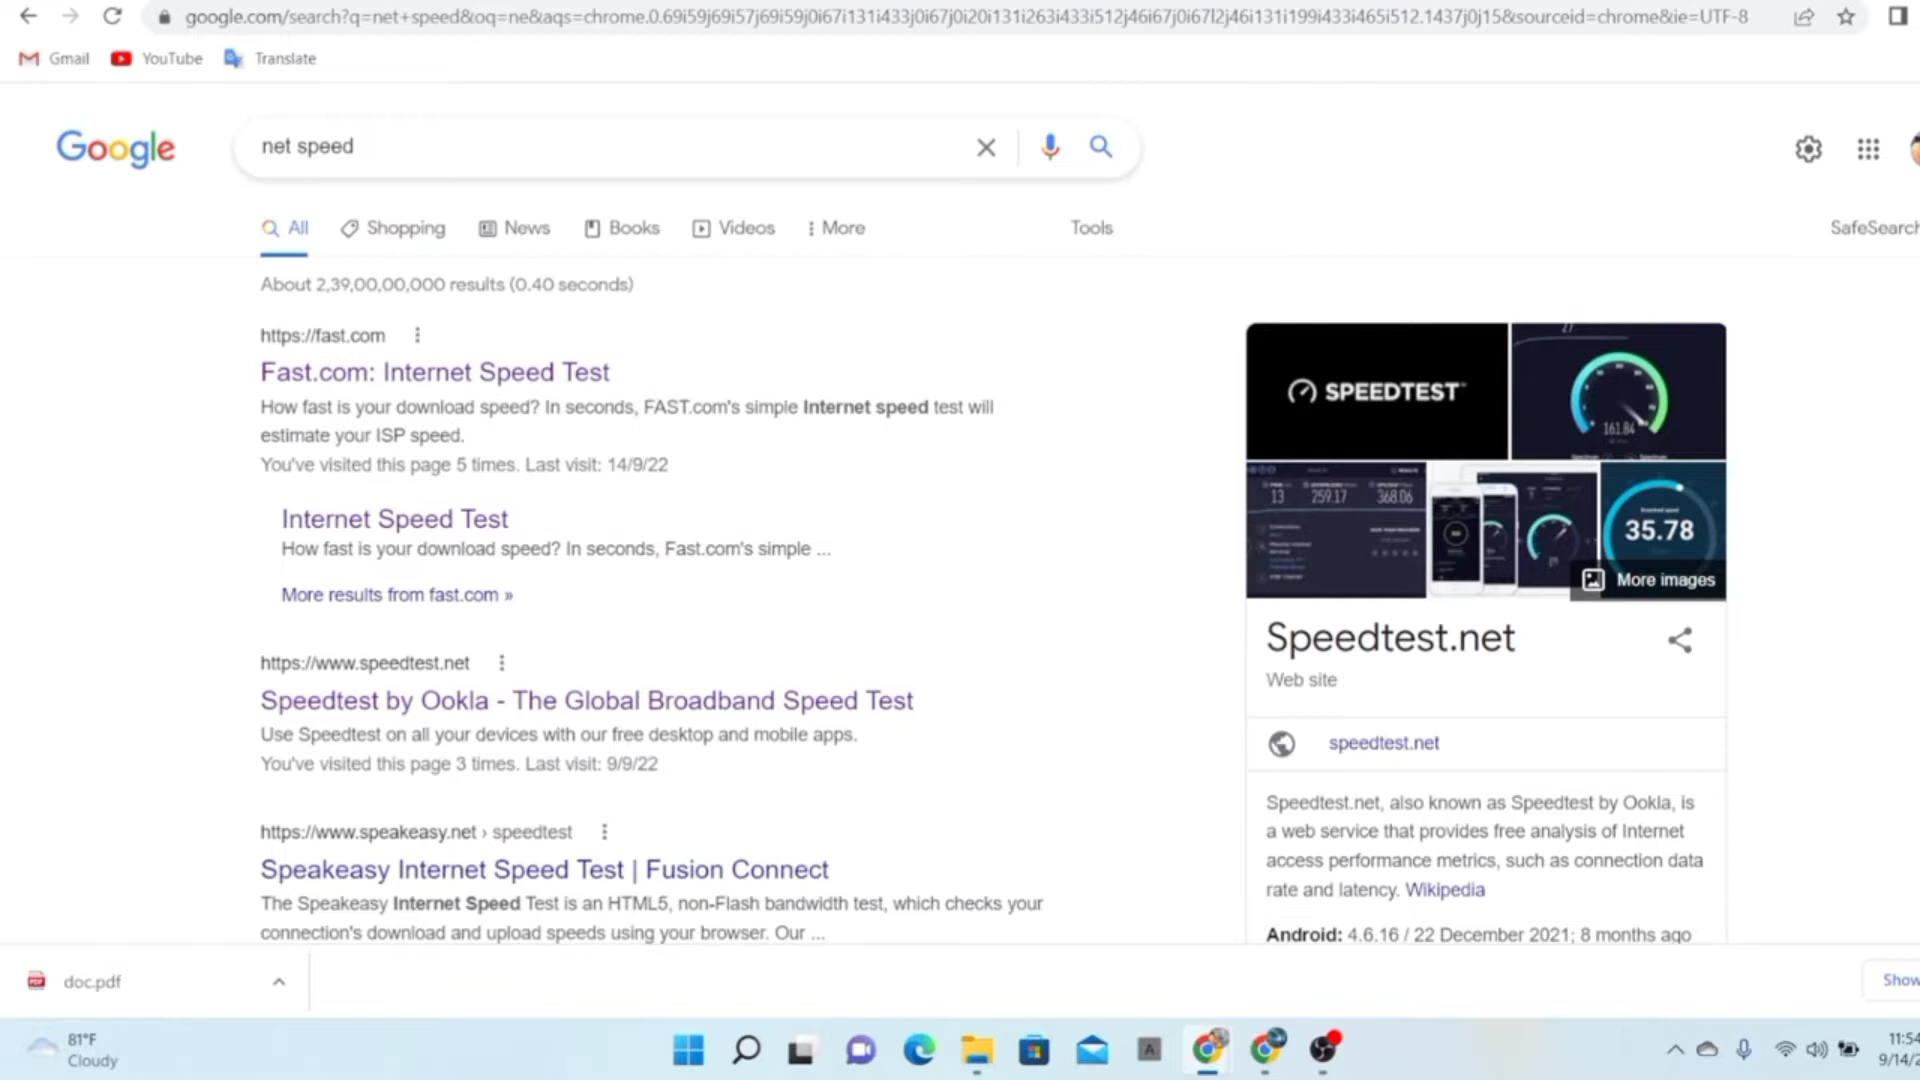 google.com/search?q=net+speed&oq=ne&aqs=chrome.0.69i59j69i57j69i59j0i67i131i433j0i67j0i20i131i263i433i512j46i67j0i67l2j46i131i199i433i465i512.1437j0j15&sourceid=chrome&ie=UTF-8
Gmail YouTube Translate
Google net speed
All Shopping News Books Videos More Tools SafeSearch
About 2,39,00,00,000 results (0.40 seconds)
https://fast.com
Fast.com: Internet Speed Test
How fast is your download speed? In seconds, FAST.com's simple Internet speed test will
estimate your ISP speed.
You've visited this page 5 times. Last visit: 14/9/22
Internet Speed Test
How fast is your download speed? In seconds, Fast.com's simple ...
More results from fast.com »
https://www.speedtest.net
Speedtest by Ookla - The Global Broadband Speed Test
Use Speedtest on all your devices with our free desktop and mobile apps.
You've visited this page 3 times. Last visit: 9/9/22
https://www.speakeasy.net › speedtest
Speakeasy Internet Speed Test | Fusion Connect
The Speakeasy Internet Speed Test is an HTML5, non-Flash bandwidth test, which checks your
connection's download and upload speeds using your browser. Our ...
SPEEDTEST
161.84
13 259.17 368.06
35.78
More images
Speedtest.net
Web site
speedtest.net
Speedtest.net, also known as Speedtest by Ookla, is
a web service that provides free analysis of Internet
access performance metrics, such as connection data
rate and latency. Wikipedia
Android: 4.6.16 / 22 December 2021; 8 months ago
doc.pdf
Show
81°F
Cloudy
A
11:54
9/14/2